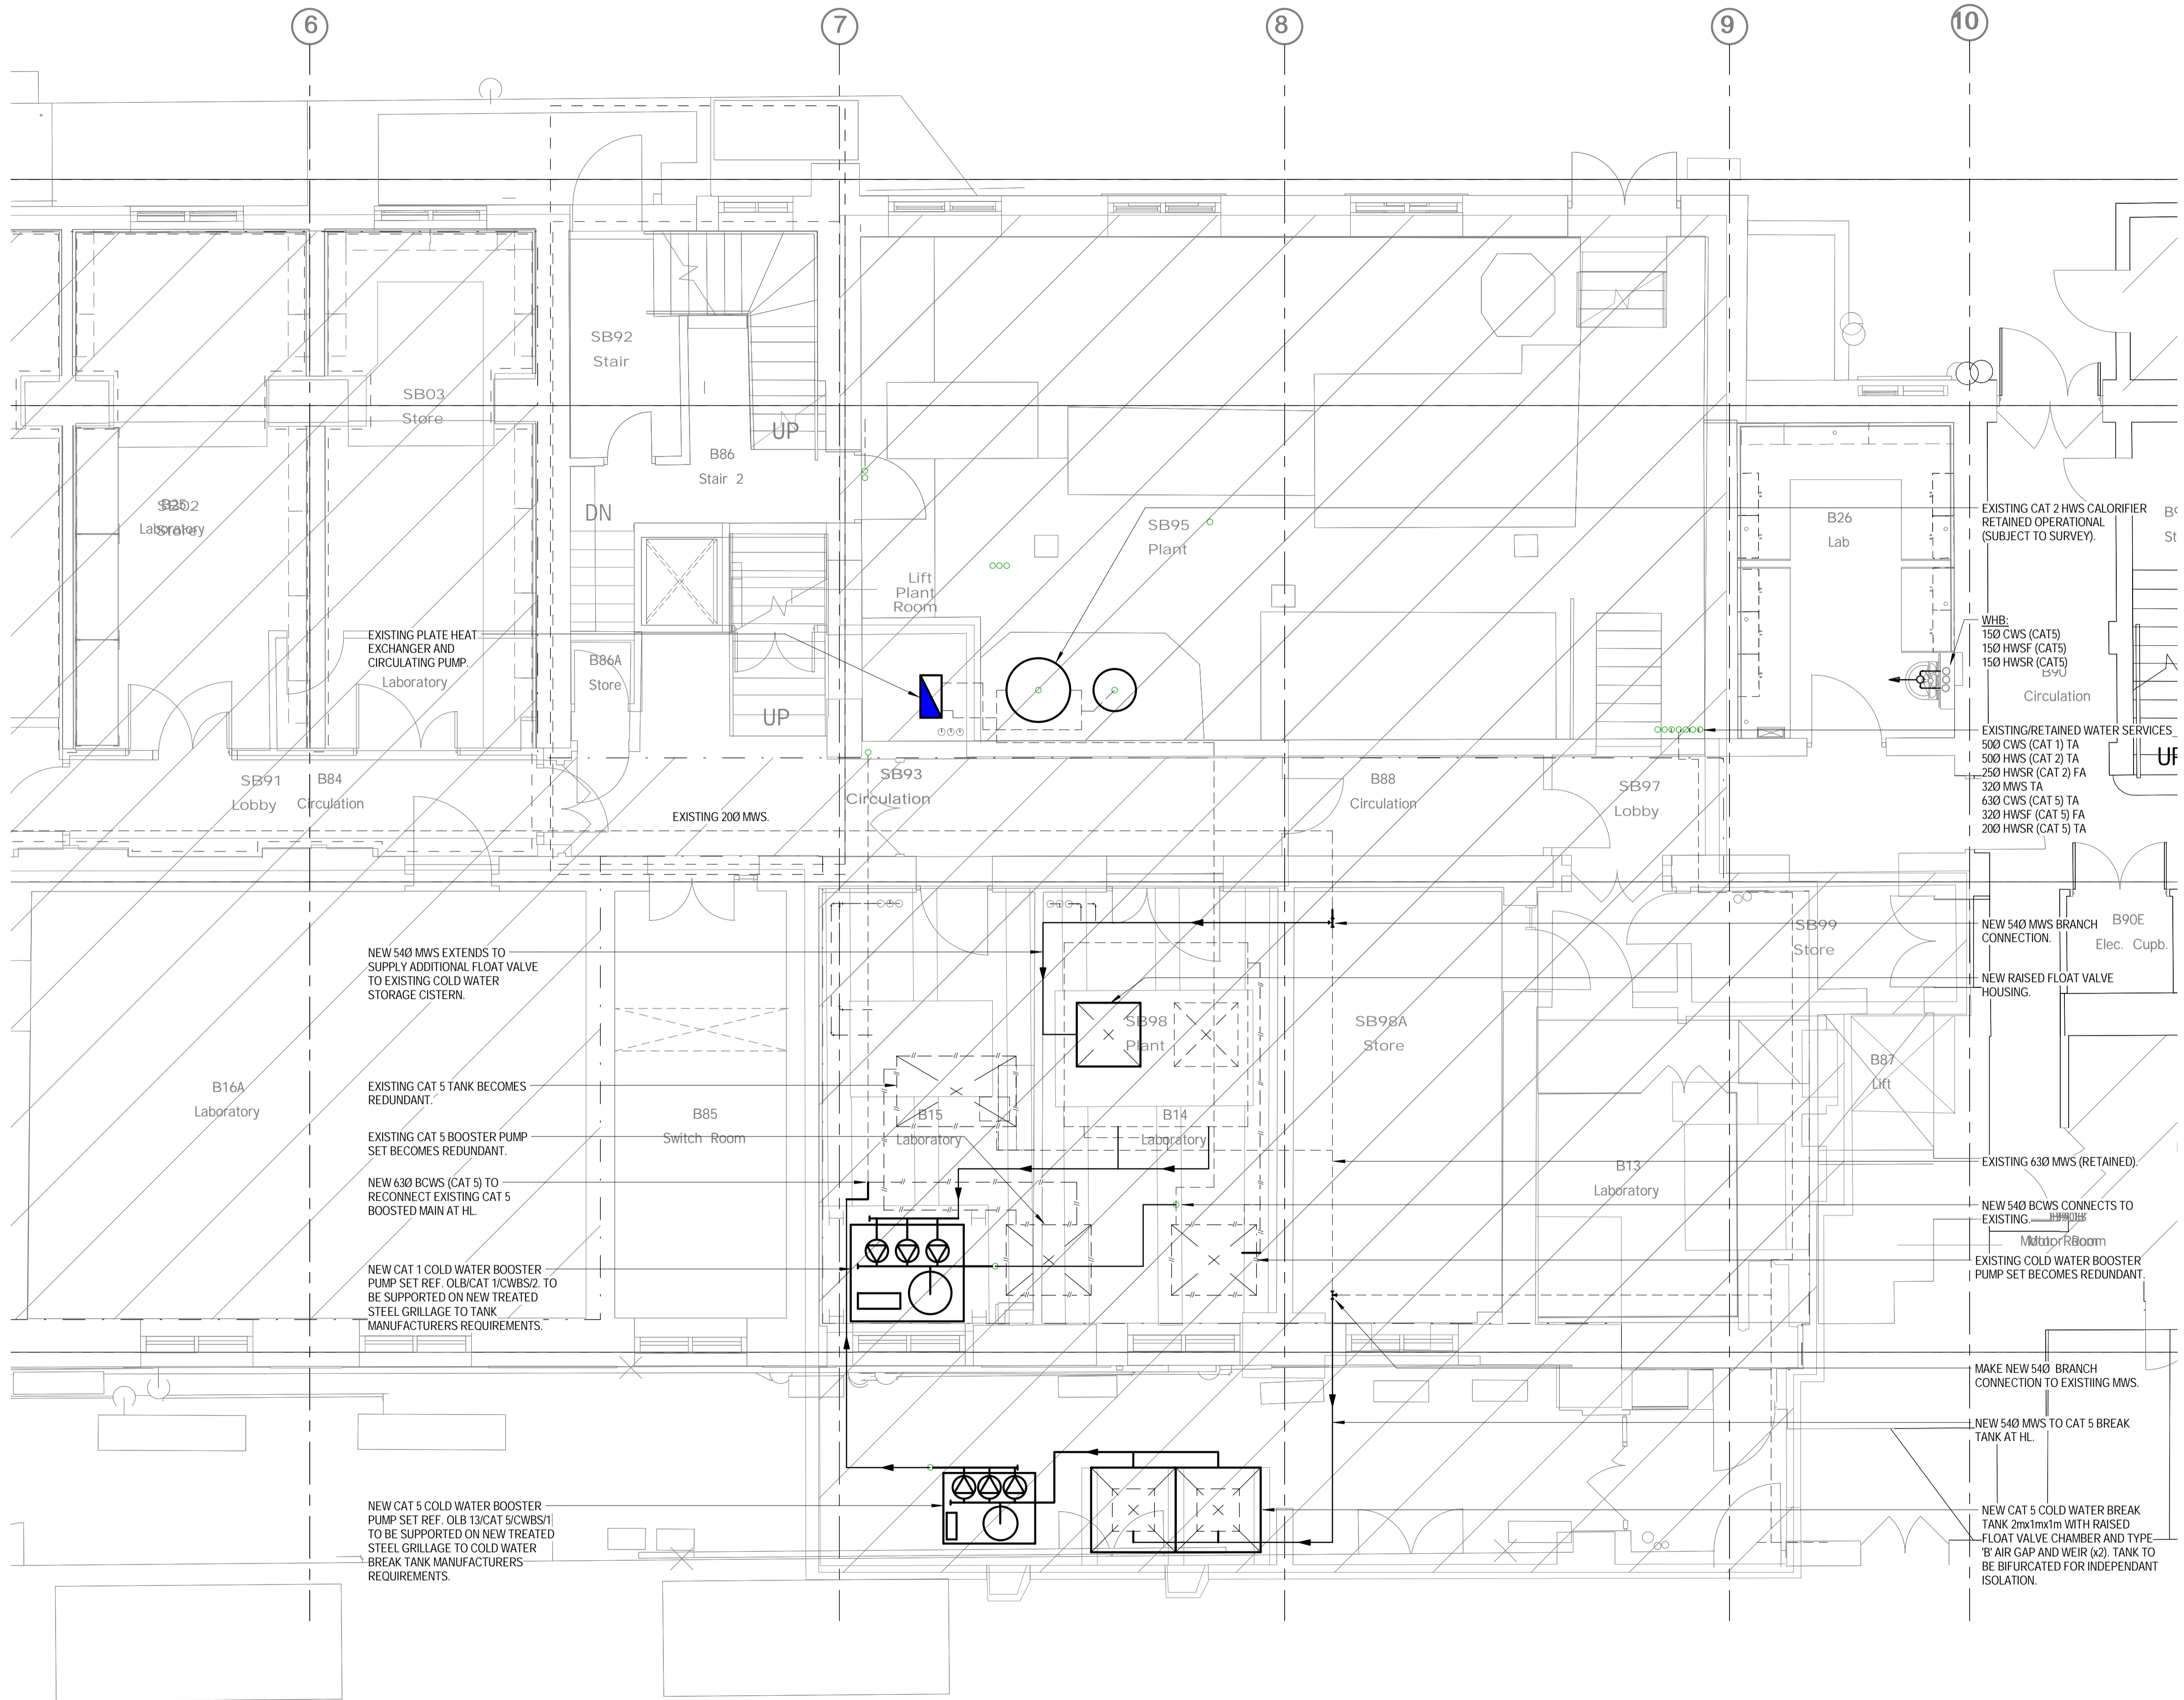 6
7
8
9
10
SB92
Stair
SB03
Store
UP
B86
Stair 2
DN
SB02
Store
B25
Laboratory
SB95
Plant
B26
Lab
EXISTING CAT 2 HWS CALORIFIER
RETAINED OPERATIONAL
(SUBJECT TO SURVEY).
Lift
Plant
Room
EXISTING PLATE HEAT
EXCHANGER AND
CIRCULATING PUMP.
Laboratory
B86A
Store
UP
WHB:
15Ø CWS (CAT5)
15Ø HWSF (CAT5)
15Ø HWSR (CAT5)
B90
Circulation
EXISTING/RETAINED WATER SERVICES
50Ø CWS (CAT 1) TA
50Ø HWS (CAT 2) TA
25Ø HWSR (CAT 2) FA
32Ø MWS TA
63Ø CWS (CAT 5) TA
32Ø HWSF (CAT 5) FA
20Ø HWSR (CAT 5) TA
SB91
Lobby
B84
Circulation
SB93
Circulation
B88
Circulation
SB97
Lobby
EXISTING 20Ø MWS.
NEW 54Ø MWS EXTENDS TO
SUPPLY ADDITIONAL FLOAT VALVE
TO EXISTING COLD WATER
STORAGE CISTERN.
SB99
Store
NEW 54Ø MWS BRANCH
CONNECTION.
B90E
Elec. Cupb.
NEW RAISED FLOAT VALVE
HOUSING.
SB98
Plant
SB98A
Store
B16A
Laboratory
EXISTING CAT 5 TANK BECOMES
REDUNDANT.
B85
Switch Room
B15
Laboratory
B14
Laboratory
B87
Lift
EXISTING CAT 5 BOOSTER PUMP
SET BECOMES REDUNDANT.
B13
Laboratory
EXISTING 63Ø MWS (RETAINED).
NEW 63Ø BCWS (CAT 5) TO
RECONNECT EXISTING CAT 5
BOOSTED MAIN AT HL.
NEW 54Ø BCWS CONNECTS TO
EXISTING.
Motor Room
EXISTING COLD WATER BOOSTER
PUMP SET BECOMES REDUNDANT.
NEW CAT 1 COLD WATER BOOSTER
PUMP SET REF. OLB/CAT 1/CWBS/2. TO
BE SUPPORTED ON NEW TREATED
STEEL GRILLAGE TO TANK
MANUFACTURERS REQUIREMENTS.
MAKE NEW 54Ø BRANCH
CONNECTION TO EXISTIING MWS.
NEW 54Ø MWS TO CAT 5 BREAK
TANK AT HL.
NEW CAT 5 COLD WATER BOOSTER
PUMP SET REF. OLB 13/CAT 5/CWBS/1
TO BE SUPPORTED ON NEW TREATED
STEEL GRILLAGE TO COLD WATER
BREAK TANK MANUFACTURERS
REQUIREMENTS.
NEW CAT 5 COLD WATER BREAK
TANK 2mx1mx1m WITH RAISED
FLOAT VALVE CHAMBER AND TYPE
'B' AIR GAP AND WEIR (x2). TANK TO
BE BIFURCATED FOR INDEPENDANT
ISOLATION.